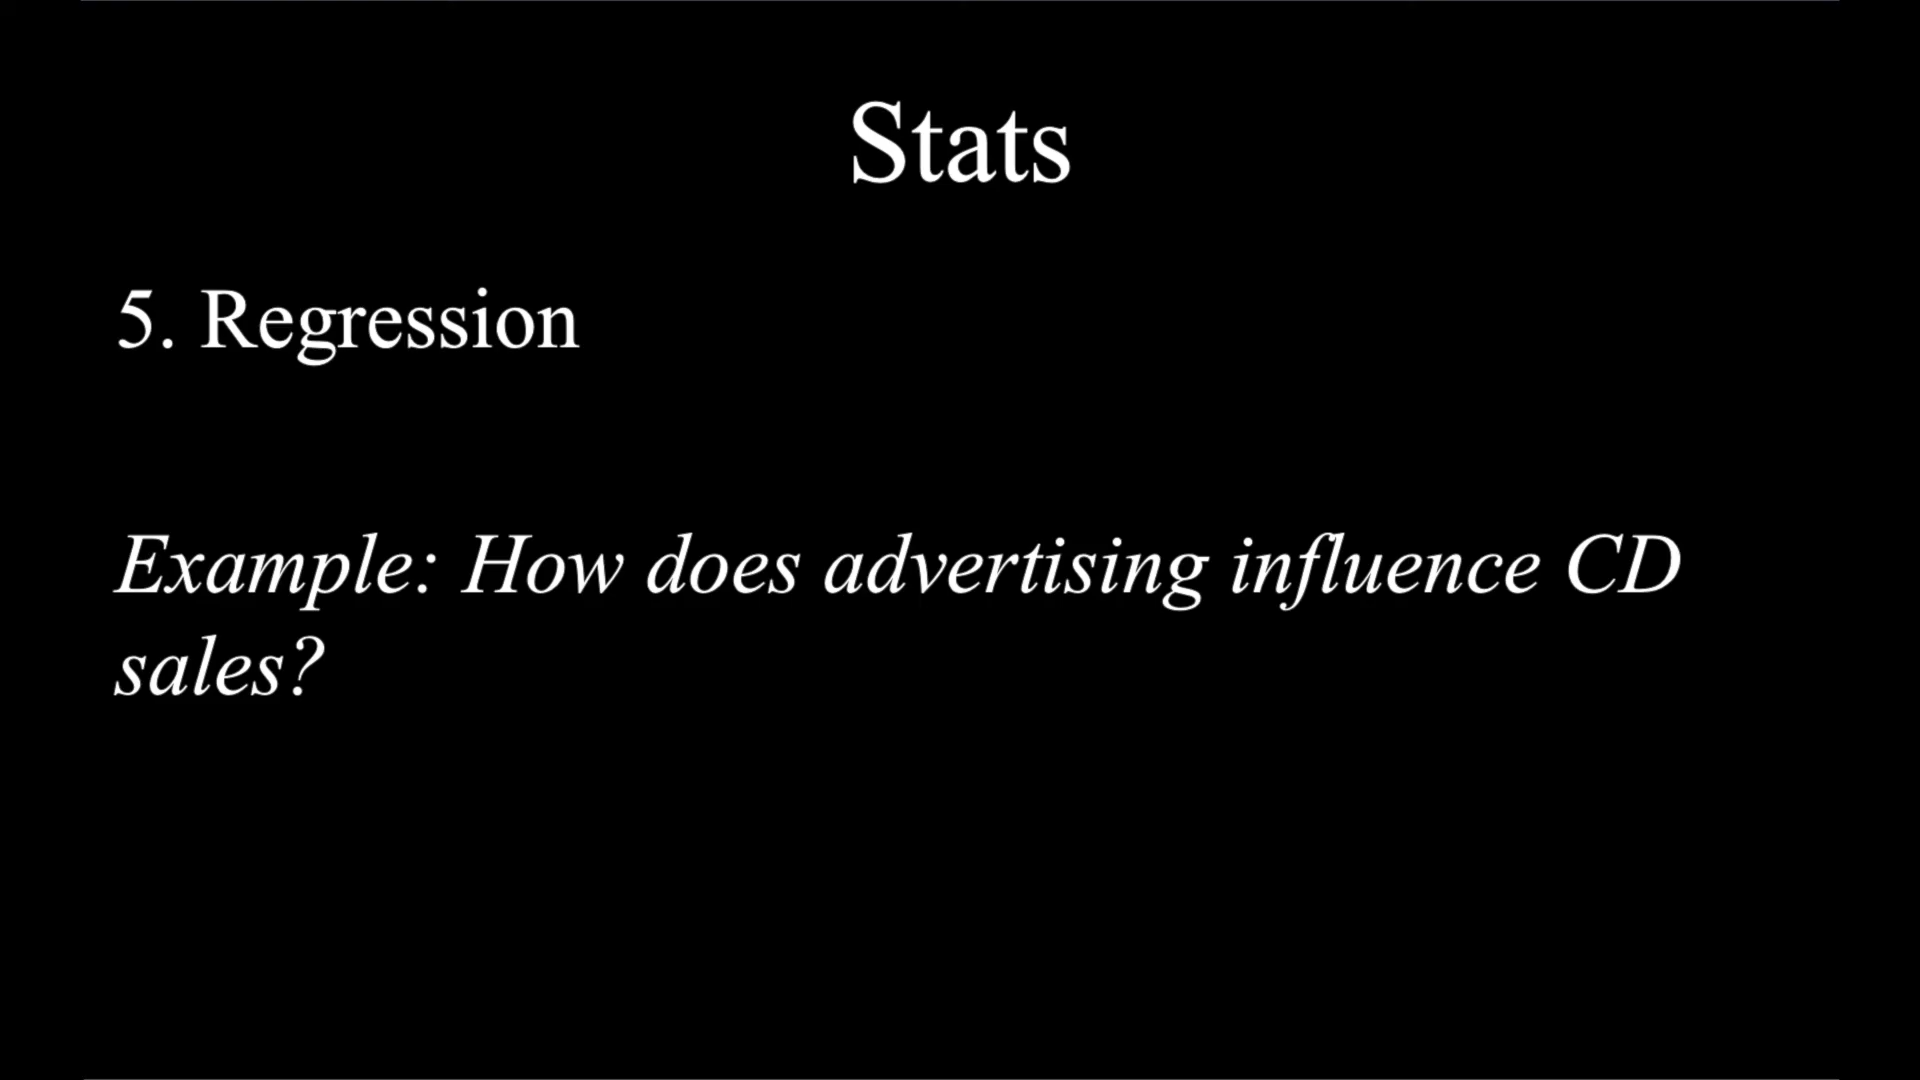 Stats
5. Regression
Example: How does advertising influence CD
sales?